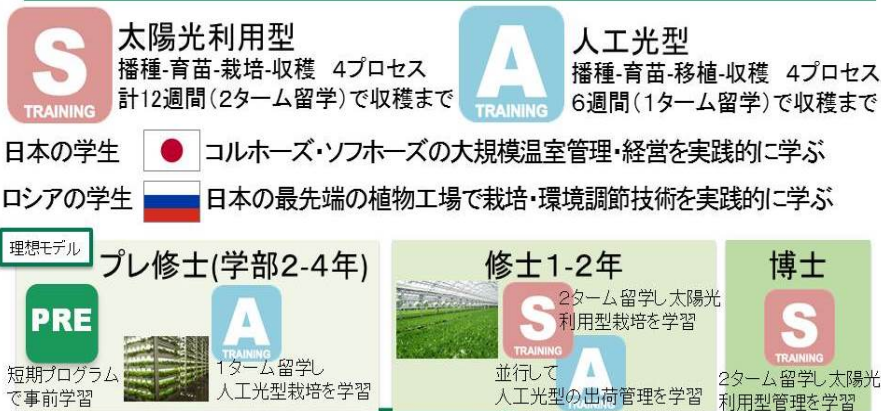 S
TRAINING
太陽光利用型
播種-育苗-栽培-収穫 4プロセス
計12週間(2ターム留学)で収穫まで
A
TRAINING
人工光型
播種-育苗-移植-収穫 4プロセス
6週間(1ターム留学)で収穫まで
日本の学生 コルホーズ・ソフホーズの大規模温室管理・経営を実践的に学ぶ
ロシアの学生 日本の最先端の植物工場で栽培・環境調節技術を実践的に学ぶ
理想モデル
プレ修士(学部2-4年)
PRE
短期プログラム
で事前学習
A
TRAINING
1ターム留学し
人工光型栽培を学習
修士1-2年
S
TRAINING
2ターム留学し太陽光
利用型栽培を学習
並行して
A
TRAINING
人工光型の出荷管理を学習
博士
S
TRAINING
2ターム留学し太陽光
利用型管理を学習